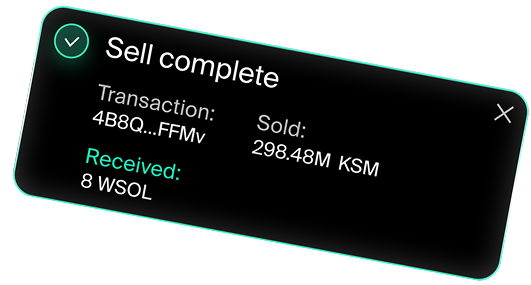 Sell complete
Transaction:
4B8Q...FFMv
Sold:
298.48M KSM
Received:
8 WSOL